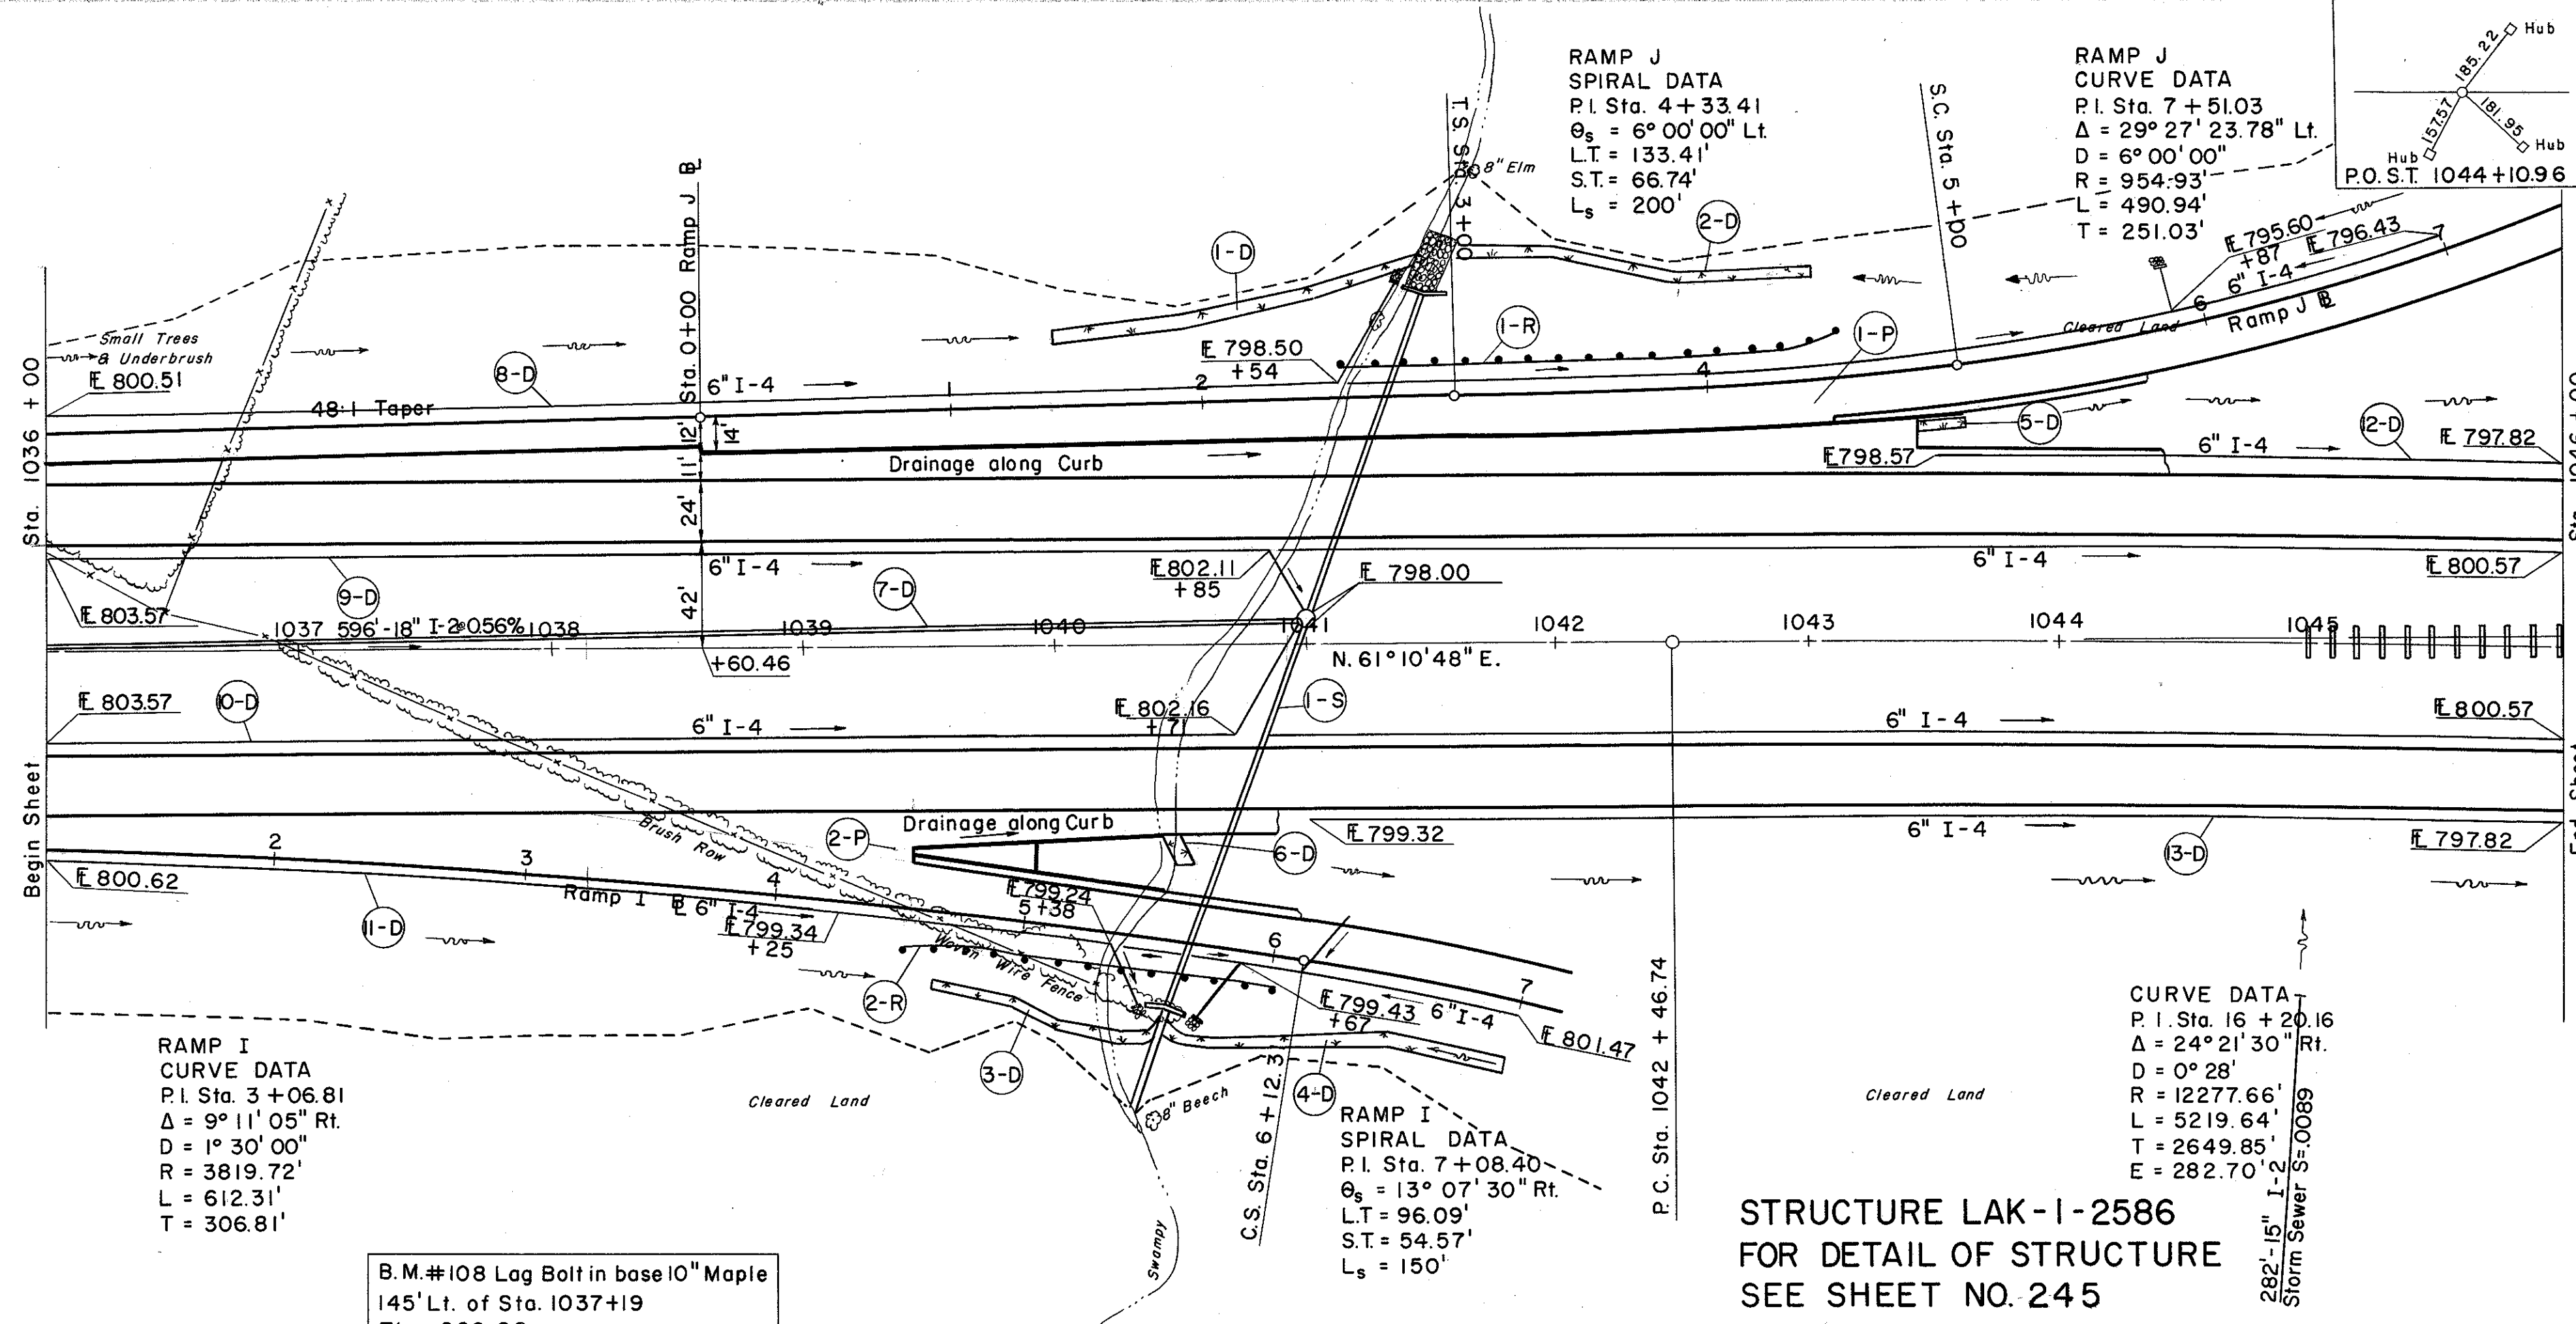 RAMP J
SPIRAL DATA
P.I. Sta. 4+33.41
θs = 6° 00' 00" Lt.
L.T. = 133.41'
S.T. = 66.74'
Ls = 200'
RAMP J
CURVE DATA
P.I. Sta. 7+51.03
Δ = 29° 27' 23.78" Lt.
D = 6° 00' 00"
R = 954.93'
L = 490.94'
T = 251.03'
185.22
Hub
157.57
181.95
Hub
Hub
P.O.S.T. 1044+10.96
Sta. 0+00 Ramp J ℄
T.S. Sta. 3+00
S.C. Sta. 5+00
8" Elm
1-D
2-D
1-R
1-P
℄ 795.60
+87
℄ 796.43
7
6" I-4
6
Ramp J ℄
Cleared Land
Small Trees
& Underbrush
℄ 800.51
8-D
6" I-4
1
2
4
℄ 798.50
+54
48:1 Taper
12'
14'
11'
Drainage along Curb
5-D
12-D
℄ 798.57
6" I-4
℄ 797.82
Sta. 1036+00
24'
6" I-4
9-D
7-D
42'
℄ 802.11
+85
℄ 798.00
6" I-4
℄ 800.57
℄ 803.57
1037 596'-18" I-2@0.56% 1038
1039
1040
1041
1042
1043
1044
1045
+60.46
N. 61° 10' 48" E.
℄ 803.57
10-D
6" I-4
℄ 802.16
+71
1-S
6" I-4
℄ 800.57
Begin Sheet
Brush Row
Drainage along Curb
2-P
6-D
℄ 799.32
6" I-4
13-D
℄ 797.82
2
3
4
℄ 800.62
11-D
Ramp I ℄ 6" I-4
℄ 799.34
+25
℄ 799.24
5+38
6
7
Woven Wire Fence
2-R
3-D
4-D
℄ 799.43
+67
6" I-4
℄ 801.47
8" Beech
Cleared Land
Cleared Land
Swampy
C.S. Sta. 6+12.31
P.C. Sta. 1042+46.74
RAMP I
CURVE DATA
P.I. Sta. 3+06.81
Δ = 9° 11' 05" Rt.
D = 1° 30' 00"
R = 3819.72'
L = 612.31'
T = 306.81'
RAMP I
SPIRAL DATA
P.I. Sta. 7+08.40
θs = 13° 07' 30" Rt.
L.T = 96.09'
S.T. = 54.57'
Ls = 150'
CURVE DATA
P.I. Sta. 16+20.16
Δ = 24° 21' 30" Rt.
D = 0° 28'
R = 12277.66'
L = 5219.64'
T = 2649.85'
E = 282.70'
282'-15" I-2
Storm Sewer S=.0089
STRUCTURE LAK-1-2586
FOR DETAIL OF STRUCTURE
SEE SHEET NO. 245
B.M.#108 Lag Bolt in base 10" Maple
145' Lt. of Sta. 1037+19